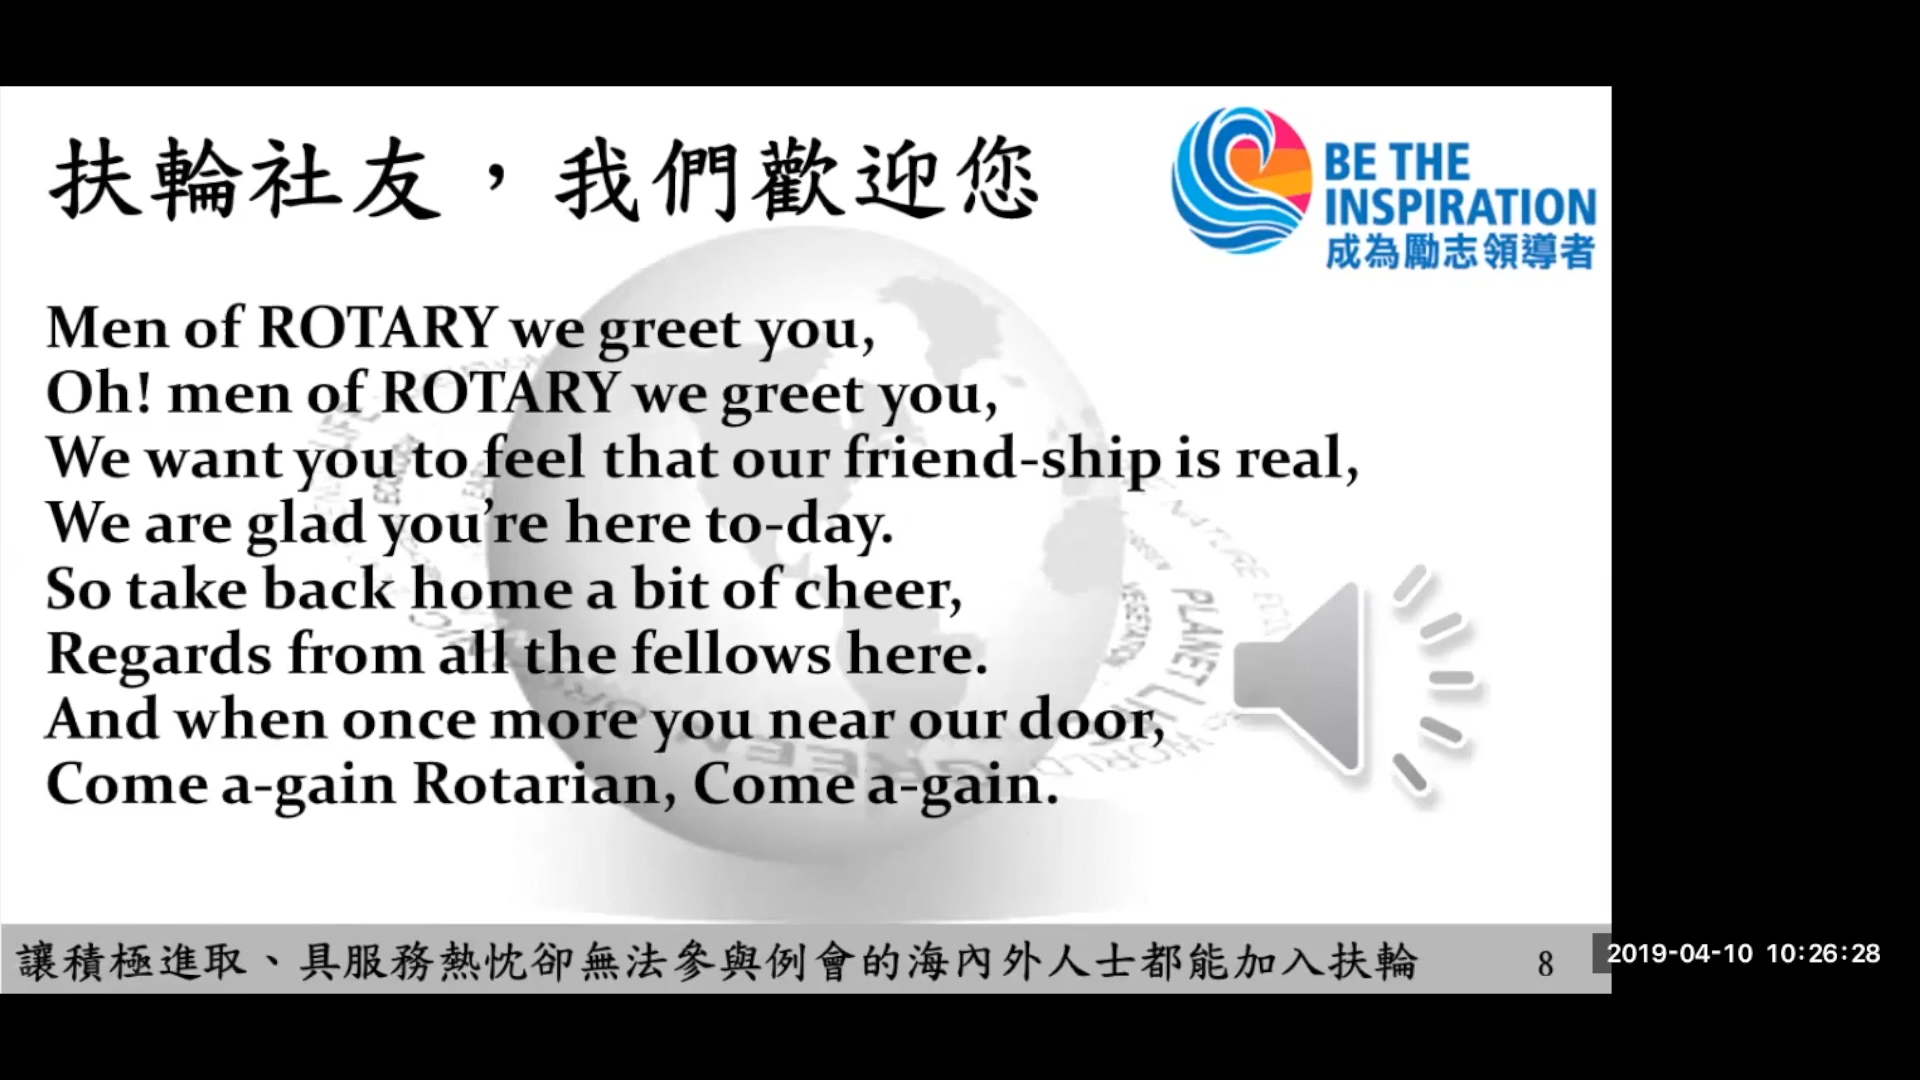 扶輪社友，我們歡迎您
BE THE
INSPIRATION
成為勵志領導者
Men of ROTARY we greet you,
Oh! men of ROTARY we greet you,
We want you to feel that our friend-ship is real,
We are glad you're here to-day.
So take back home a bit of cheer,
Regards from all the fellows here.
And when once more you near our door,
Come a-gain Rotarian, Come a-gain.
PLANET
GREEN
讓積極進取、具服務熱忱卻無法參與例會的海內外人士都能加入扶輪
8
2019-04-10 10:26:28